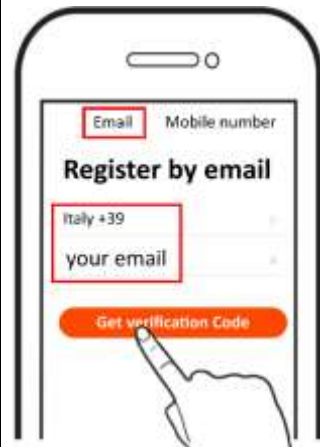 Email Mobile number
Register by email
Italy +39
your email
Get verification Code